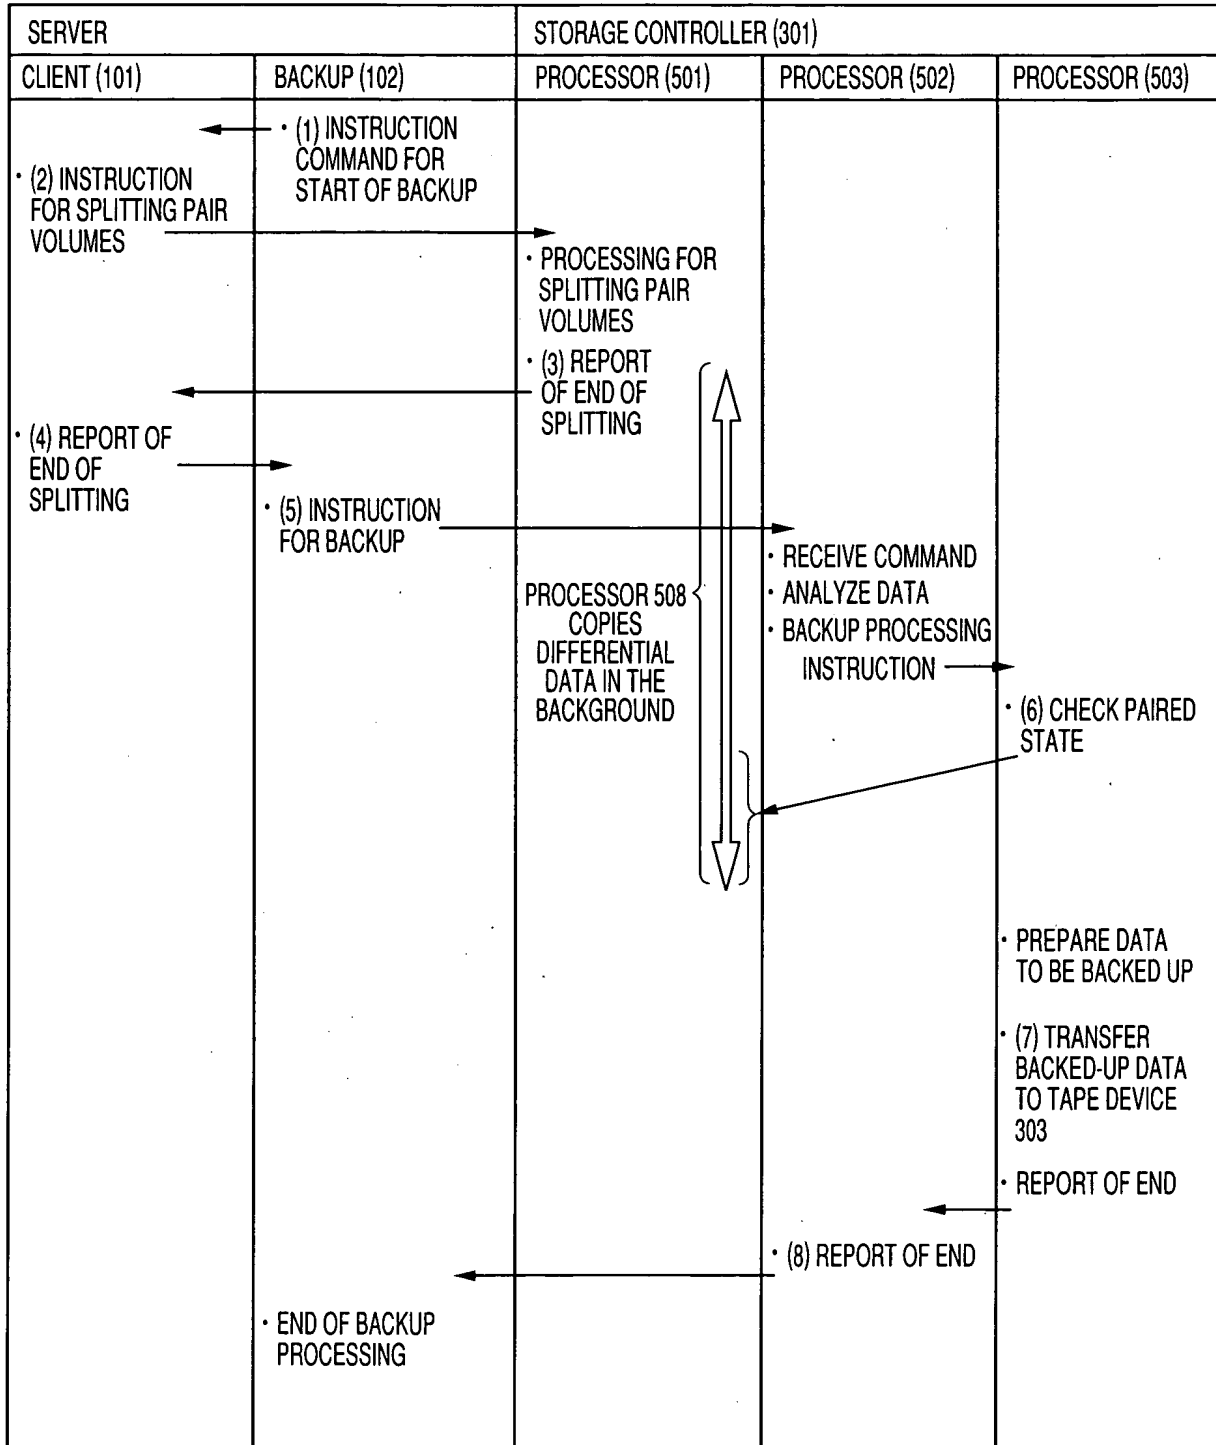 SERVER
STORAGE CONTROLLER (301)
CLIENT (101)
BACKUP (102)
PROCESSOR (501)
PROCESSOR (502)
PROCESSOR (503)
• (1) INSTRUCTION
COMMAND FOR
START OF BACKUP
• (2) INSTRUCTION
FOR SPLITTING PAIR
VOLUMES
• PROCESSING FOR
SPLITTING PAIR
VOLUMES
• (3) REPORT
OF END OF
SPLITTING
• (4) REPORT OF
END OF
SPLITTING
• (5) INSTRUCTION
FOR BACKUP
• RECEIVE COMMAND
• ANALYZE DATA
• BACKUP PROCESSING
INSTRUCTION
PROCESSOR 508
COPIES
DIFFERENTIAL
DATA IN THE
BACKGROUND
• (6) CHECK PAIRED
STATE
• PREPARE DATA
TO BE BACKED UP
• (7) TRANSFER
BACKED-UP DATA
TO TAPE DEVICE
303
• REPORT OF END
• (8) REPORT OF END
• END OF BACKUP
PROCESSING